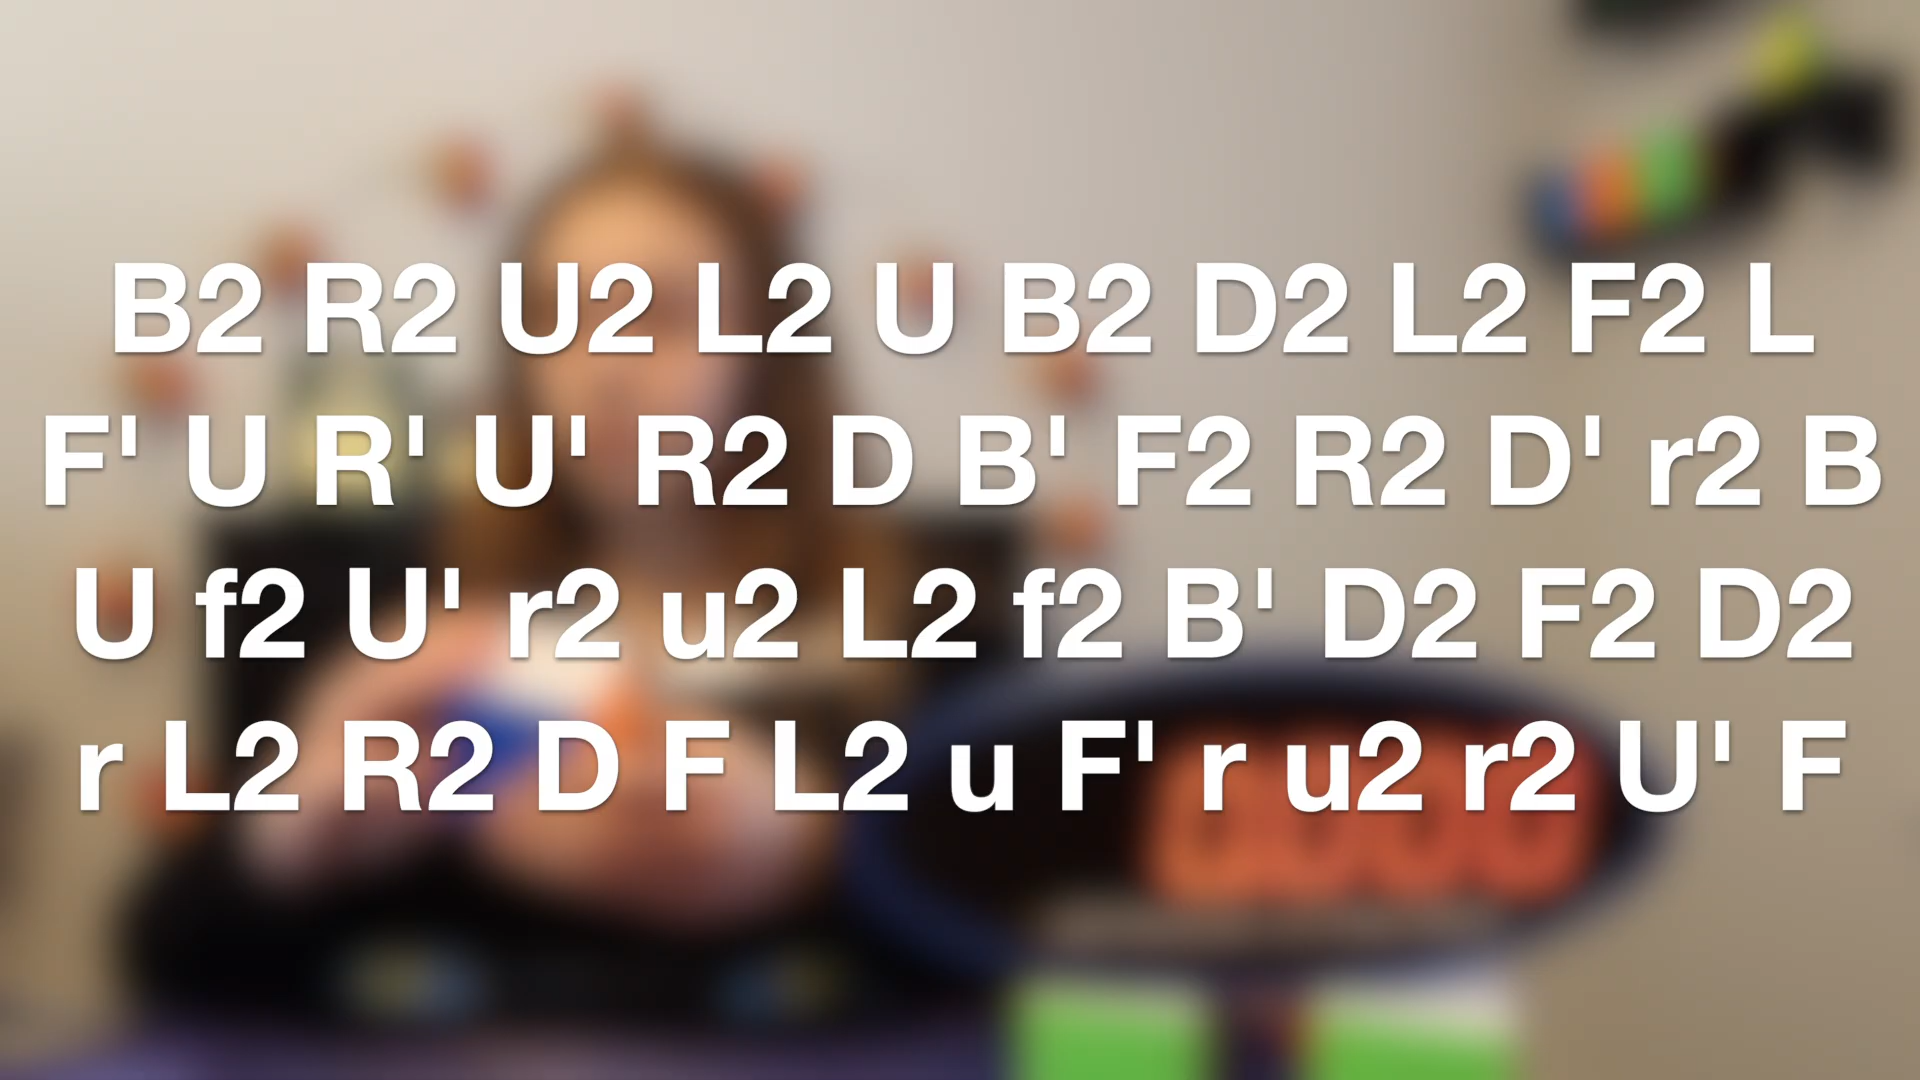 B2 R2 U2 L2 U B2 D2 L2 F2 L
F' U R' U' R2 D B' F2 R2 D' r2 B
U f2 U' r2 u2 L2 f2 B' D2 F2 D2
r L2 R2 D F L2 u F' r u2 r2 U' F